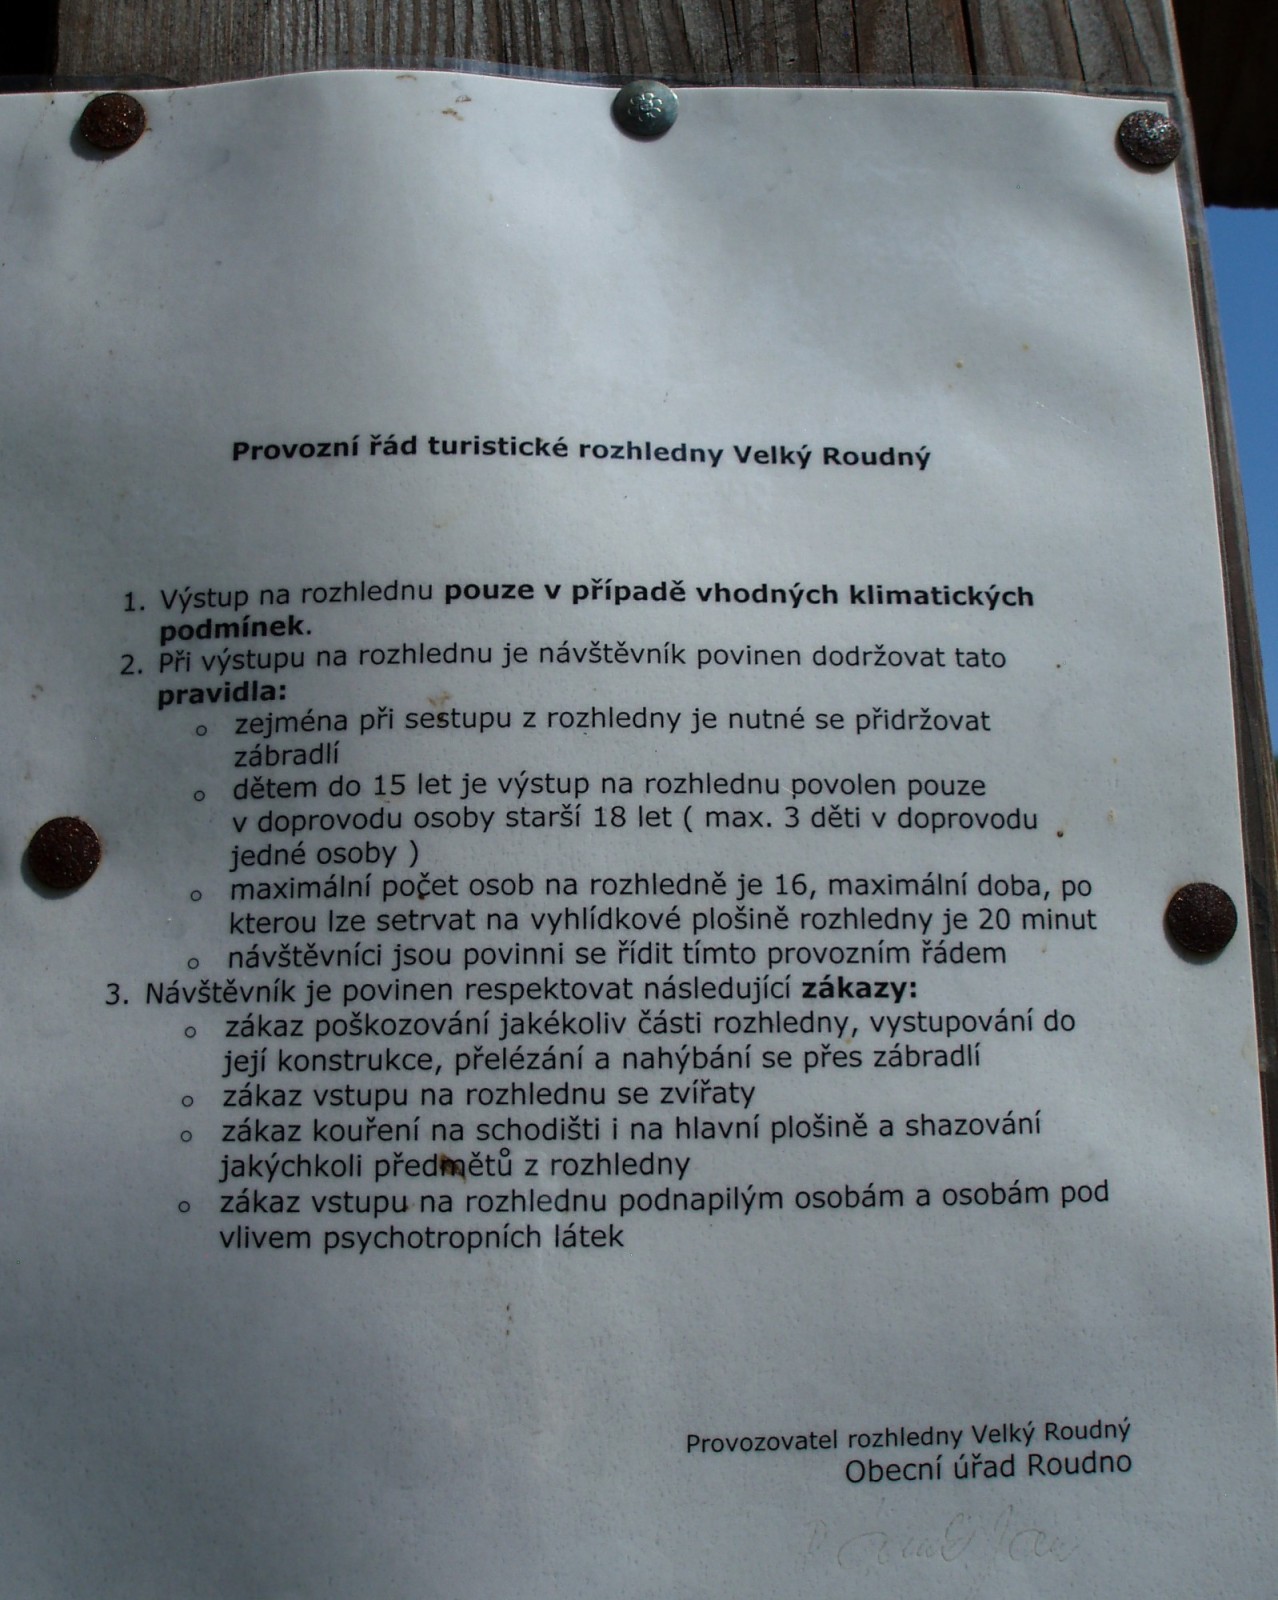 Provozní řád turistické rozhledny Velký Roudný
1. Výstup na rozhlednu pouze v případě vhodných klimatických
podmínek.
2. Při výstupu na rozhlednu je návštěvník povinen dodržovat tato
pravidla:
o zejména při sestupu z rozhledny je nutné se přidržovat
zábradlí
o dětem do 15 let je výstup na rozhlednu povolen pouze
v doprovodu osoby starší 18 let ( max. 3 děti v doprovodu
jedné osoby )
o maximální počet osob na rozhledně je 16, maximální doba, po
kterou lze setrvat na vyhlídkové plošině rozhledny je 20 minut
o návštěvníci jsou povinni se řídit tímto provozním řádem
3. Návštěvník je povinen respektovat následující zákazy:
o zákaz poškozování jakékoliv části rozhledny, vystupování do
její konstrukce, přelézání a nahýbání se přes zábradlí
o zákaz vstupu na rozhlednu se zvířaty
o zákaz kouření na schodišti i na hlavní plošině a shazování
jakýchkoli předmětů z rozhledny
o zákaz vstupu na rozhlednu podnapilým osobám a osobám pod
vlivem psychotropních látek
Provozovatel rozhledny Velký Roudný
Obecní úřad Roudno